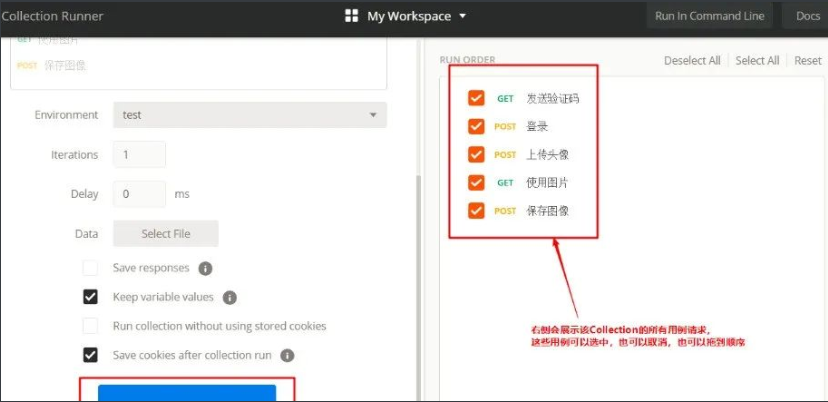 Collection Runner
My Workspace
Run In Command Line
Docs
GET 使用图片
POST 保存图像
Environment
test
Iterations
1
Delay
0
ms
Data
Select File
Save responses
Keep variable values
Run collection without using stored cookies
Save cookies after collection run
RUN ORDER
Deselect All
Select All
Reset
GET 发送验证码
POST 登录
POST 上传头像
GET 使用图片
POST 保存图像
右侧会展示该Collection的所有用例请求,
这些用例可以选中，也可以取消，也可以拖到顺序